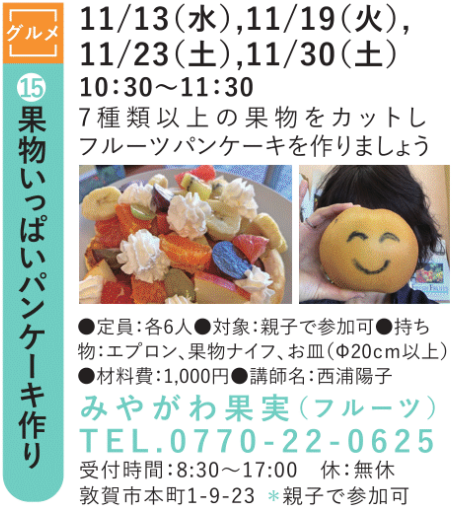 グルメ
⑮果物いっぱいパンケーキ作り
11/13(水),11/19(火),
11/23(土),11/30(土)
10:30～11:30
7種類以上の果物をカットし
フルーツパンケーキを作りましょう
●定員:各6人●対象:親子で参加可●持ち
物:エプロン、果物ナイフ、お皿(Φ20cm以上)
●材料費:1,000円●講師名:西浦陽子
みやがわ果実(フルーツ)
TEL.0770-22-0625
受付時間:8:30～17:00　休:無休
敦賀市本町1-9-23 ＊親子で参加可